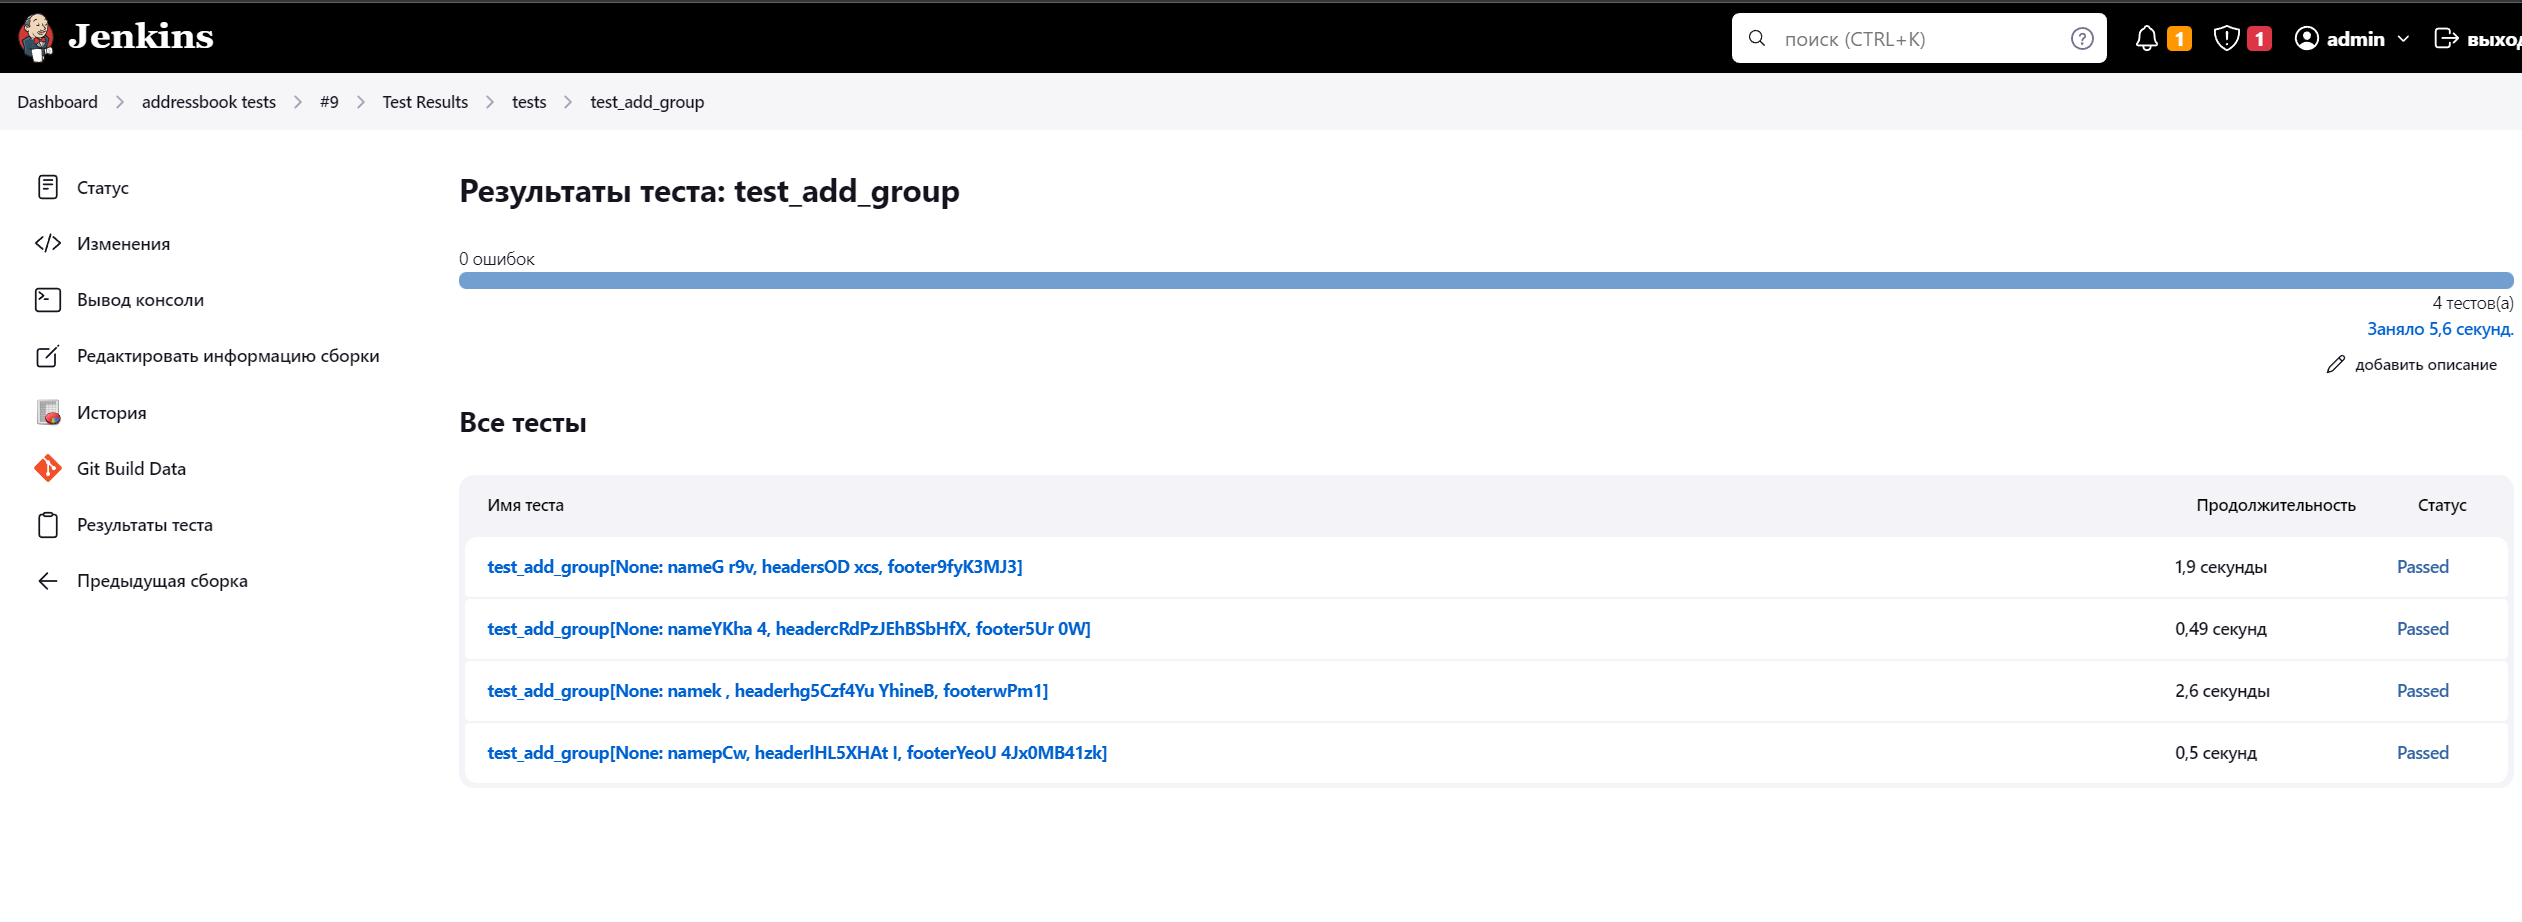 Jenkins
поиск (CTRL+K)
1
1
admin
выход
Dashboard
addressbook tests
#9
Test Results
tests
test_add_group
Статус
Изменения
Вывод консоли
Редактировать информацию сборки
История
Git Build Data
Результаты теста
Предыдущая сборка
Результаты теста: test_add_group
0 ошибок
4 тестов(а)
Заняло 5,6 секунд.
добавить описание
Все тесты
Имя теста Продолжительность Статус
test_add_group[None: nameG r9v, headersOD xcs, footer9fyK3MJ3] 1,9 секунды Passed
test_add_group[None: nameYKha 4, headercRdPzJEhBSbHfX, footer5Ur 0W] 0,49 секунд Passed
test_add_group[None: namek , headerhg5Czf4Yu YhineB, footerwPm1] 2,6 секунды Passed
test_add_group[None: namepCw, headerlHL5XHAt I, footerYeoU 4Jx0MB41zk] 0,5 секунд Passed